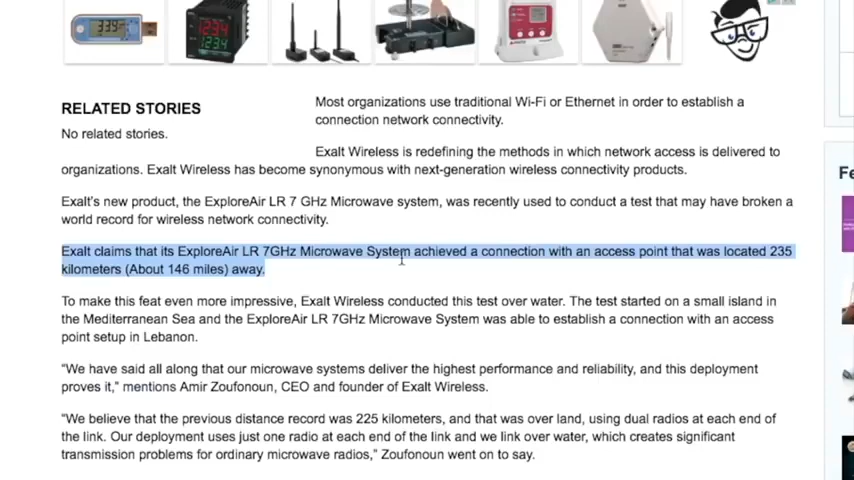 339
1234
1234
RELATED STORIES
No related stories.
Most organizations use traditional Wi-Fi or Ethernet in order to establish a
connection network connectivity.
Exalt Wireless is redefining the methods in which network access is delivered to
organizations. Exalt Wireless has become synonymous with next-generation wireless connectivity products.
Exalt's new product, the ExploreAir LR 7 GHz Microwave system, was recently used to conduct a test that may have broken a
world record for wireless network connectivity.
Exalt claims that its ExploreAir LR 7GHz Microwave System achieved a connection with an access point that was located 235
kilometers (About 146 miles) away.
To make this feat even more impressive, Exalt Wireless conducted this test over water. The test started on a small island in
the Mediterranean Sea and the ExploreAir LR 7GHz Microwave System was able to establish a connection with an access
point setup in Lebanon.
“We have said all along that our microwave systems deliver the highest performance and reliability, and this deployment
proves it,” mentions Amir Zoufonoun, CEO and founder of Exalt Wireless.
“We believe that the previous distance record was 225 kilometers, and that was over land, using dual radios at each end of
the link. Our deployment uses just one radio at each end of the link and we link over water, which creates significant
transmission problems for ordinary microwave radios,” Zoufonoun went on to say.
Fe